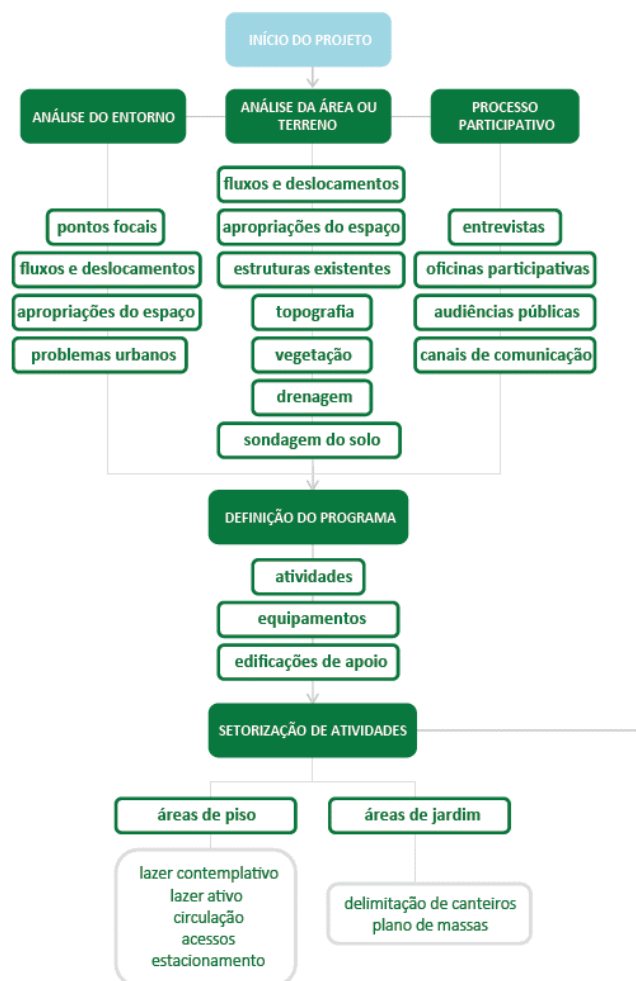 INÍCIO DO PROJETO
ANÁLISE DO ENTORNO
ANÁLISE DA ÁREA OU
TERRENO
PROCESSO
PARTICIPATIVO
pontos focais
fluxos e deslocamentos
apropriações do espaço
problemas urbanos
fluxos e deslocamentos
apropriações do espaço
estruturas existentes
topografia
vegetação
drenagem
sondagem do solo
entrevistas
oficinas participativas
audiências públicas
canais de comunicação
DEFINIÇÃO DO PROGRAMA
atividades
equipamentos
edificações de apoio
SETORIZAÇÃO DE ATIVIDADES
áreas de piso
lazer contemplativo
lazer ativo
circulação
acessos
estacionamento
áreas de jardim
delimitação de canteiros
plano de massas